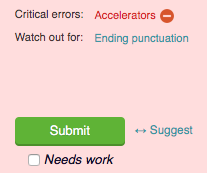 Critical errors: Accelerators
Watch out for: Ending punctuation
Submit ↔ Suggest
Needs work